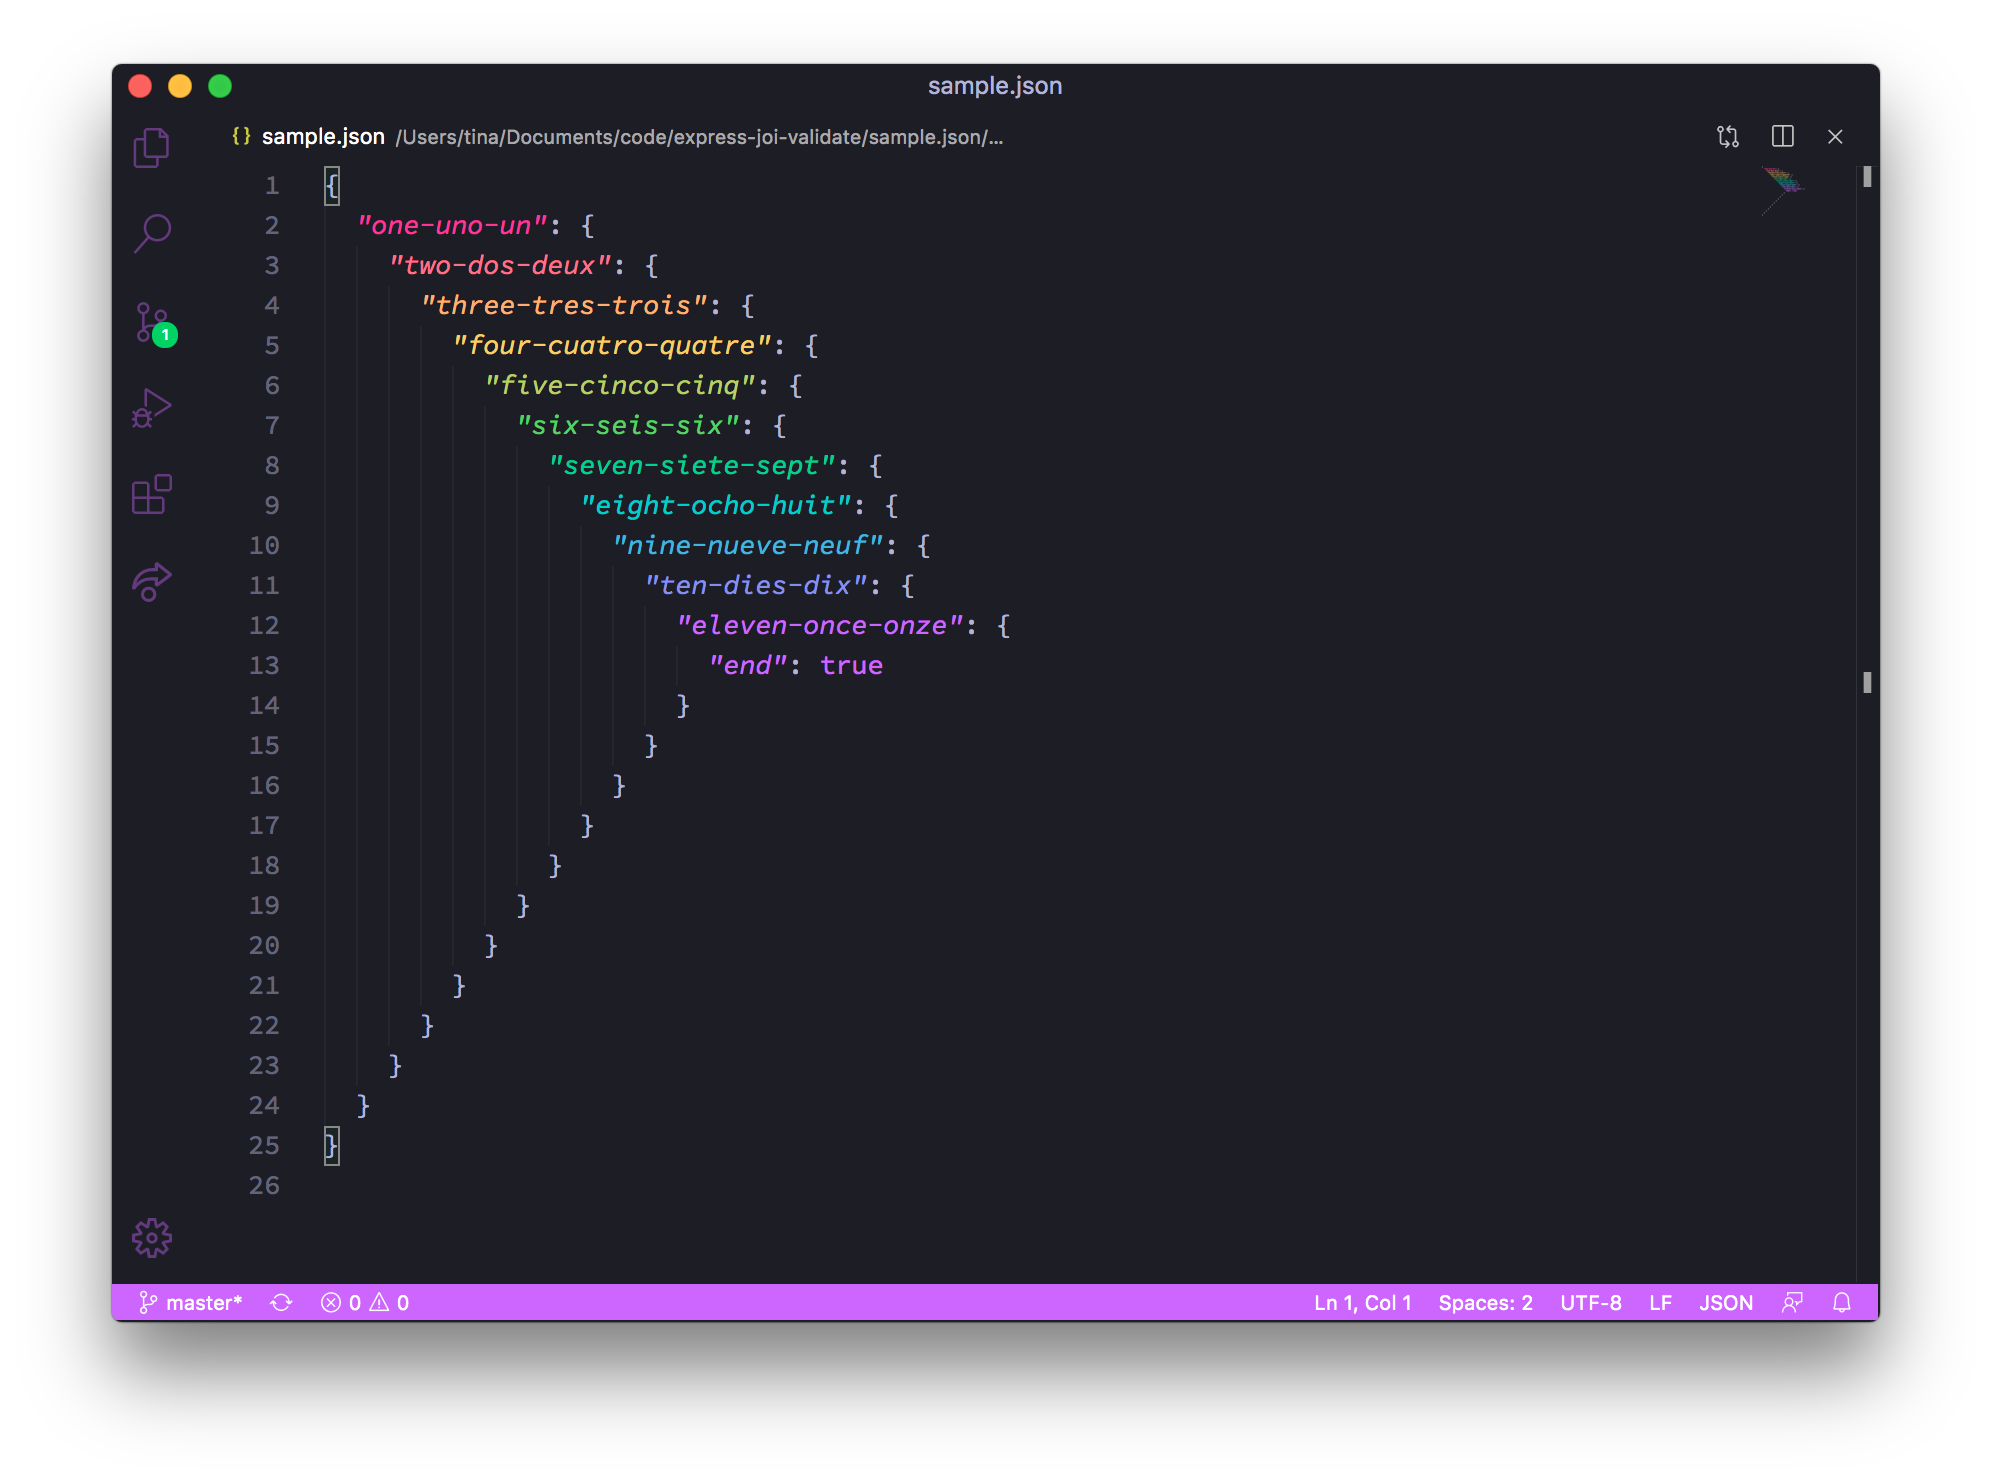 sample.json
{} sample.json /Users/tina/Documents/code/express-joi-validate/sample.json/...
1 {
2 "one-uno-un": {
3 "two-dos-deux": {
4 "three-tres-trois": {
5 "four-cuatro-quatre": {
6 "five-cinco-cinq": {
7 "six-seis-six": {
8 "seven-siete-sept": {
9 "eight-ocho-huit": {
10 "nine-nueve-neuf": {
11 "ten-dies-dix": {
12 "eleven-once-onze": {
13 "end": true
14 }
15 }
16 }
17 }
18 }
19 }
20 }
21 }
22 }
23 }
24 }
25 }
26
1
master* 0 0 Ln 1, Col 1 Spaces: 2 UTF-8 LF JSON